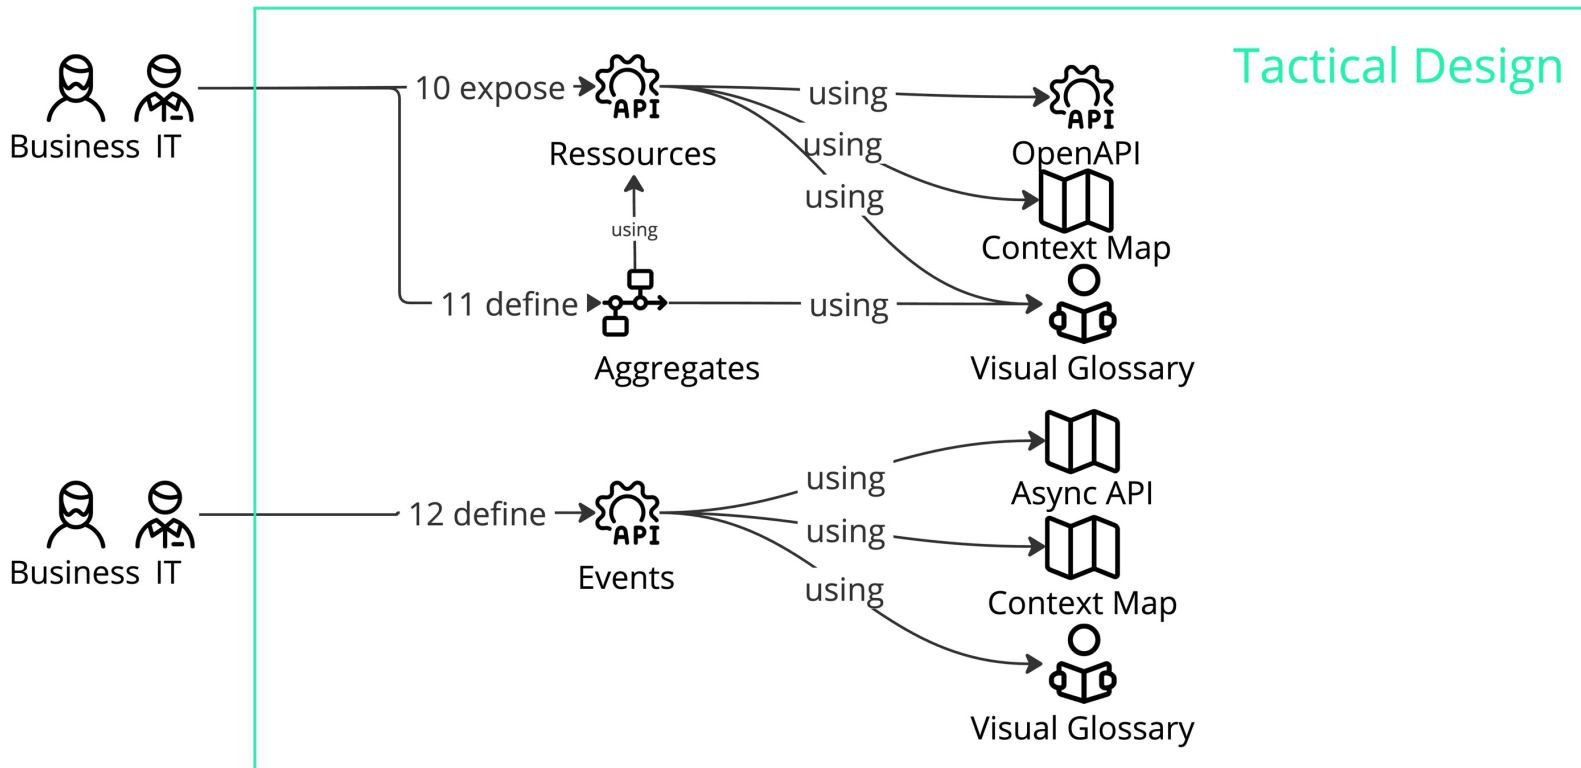 Tactical Design
Business IT
10 expose
API
Ressources
using
API
OpenAPI
using
Context Map
using
using
11 define
Aggregates
using
Visual Glossary
Business IT
12 define
API
Events
using
Async API
using
Context Map
using
Visual Glossary